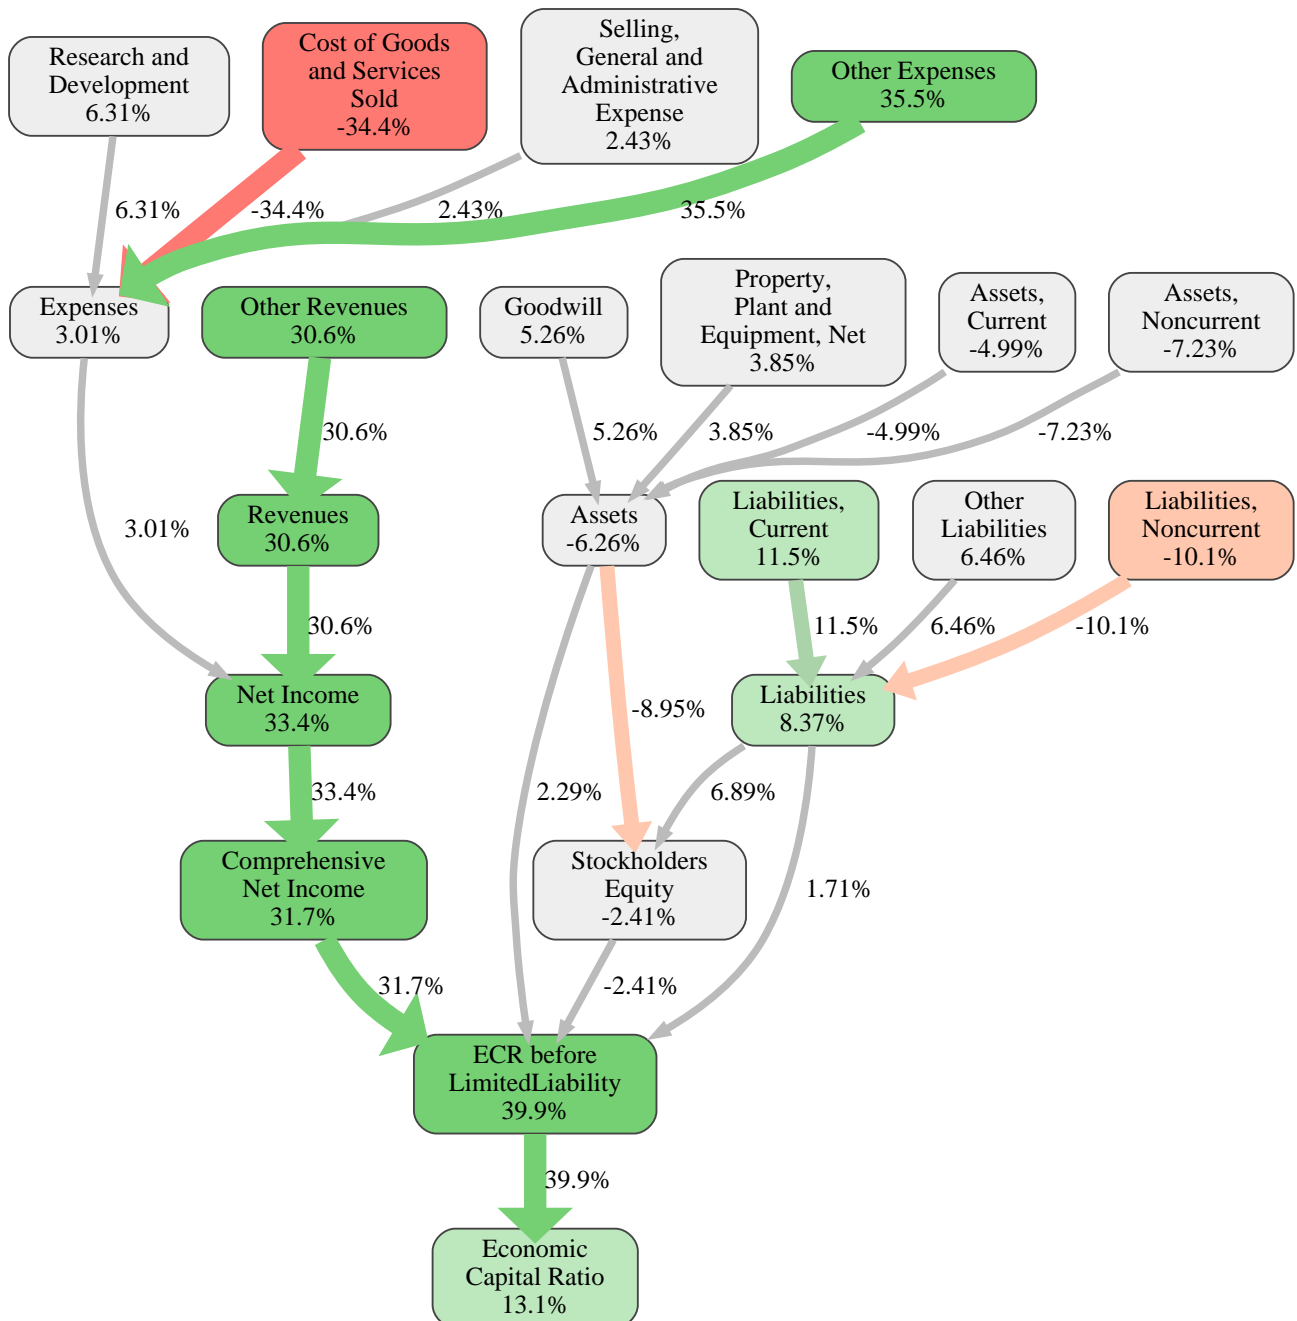 Research and
Development
6.31%
Cost of Goods
and Services
Sold
-34.4%
Selling,
General and
Administrative
Expense
2.43%
Other Expenses
35.5%
6.31%
-34.4%
2.43%
35.5%
Expenses
3.01%
Other Revenues
30.6%
Goodwill
5.26%
Property,
Plant and
Equipment, Net
3.85%
Assets,
Current
-4.99%
Assets,
Noncurrent
-7.23%
30.6%
5.26%
3.85%
-4.99%
-7.23%
3.01%
Revenues
30.6%
Assets
-6.26%
Liabilities,
Current
11.5%
Other
Liabilities
6.46%
Liabilities,
Noncurrent
-10.1%
30.6%
11.5%
6.46%
-10.1%
Net Income
33.4%
-8.95%
Liabilities
8.37%
33.4%
2.29%
6.89%
Comprehensive
Net Income
31.7%
Stockholders
Equity
-2.41%
1.71%
31.7%
-2.41%
ECR before
LimitedLiability
39.9%
39.9%
Economic
Capital Ratio
13.1%